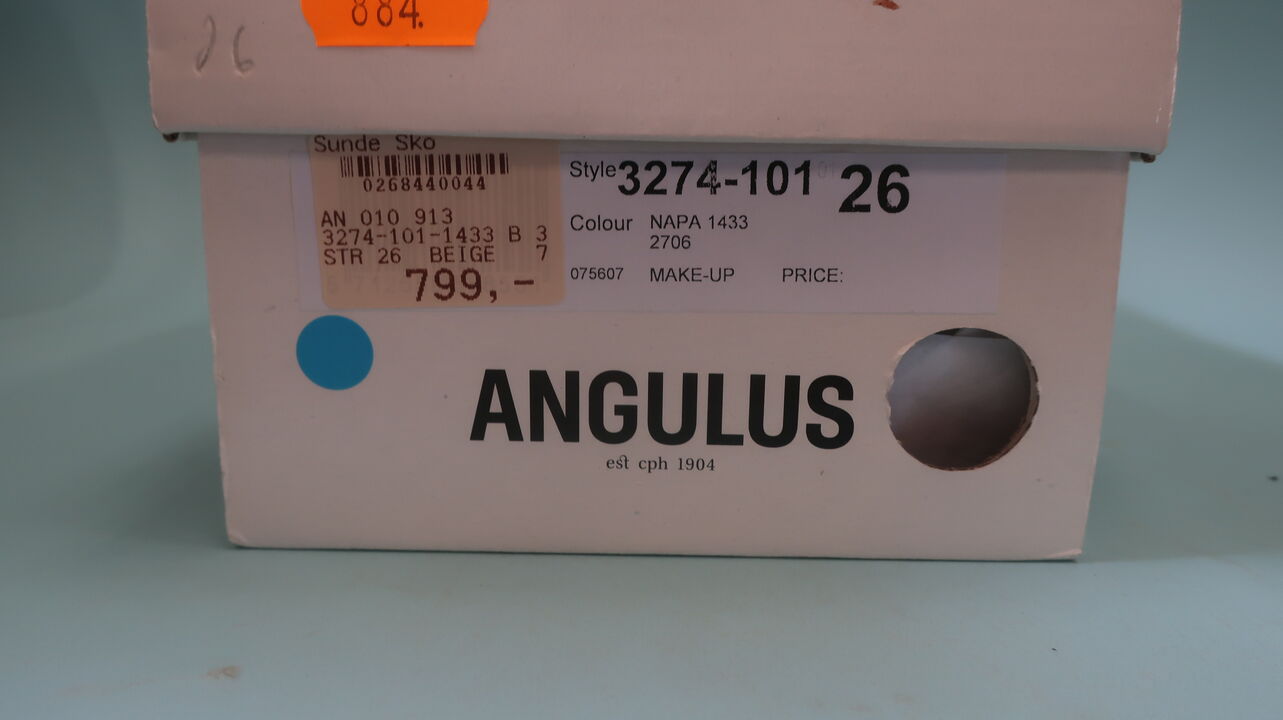 884.
26
Sunde Sko
0268440044
AN 010 913
3274-101-1433 B 3
STR 26 BEIGE 7
799,-
Style 3274-101 26
Colour NAPA 1433
2706
075607 MAKE-UP PRICE:
ANGULUS
est cph 1904